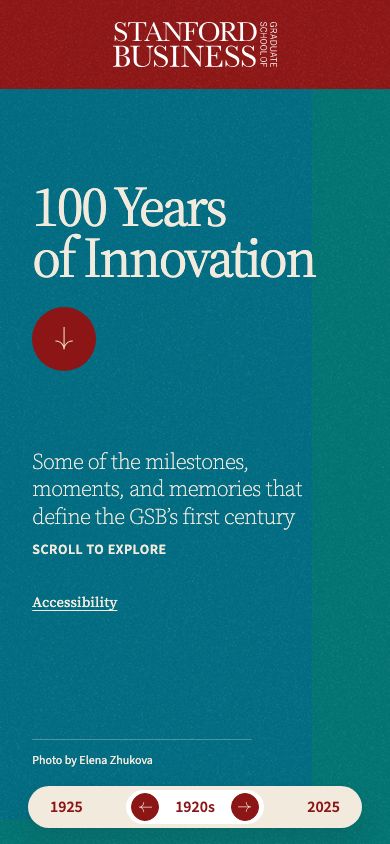 STANFORD
BUSINESS
GRADUATE
SCHOOL OF
100 Years
of Innovation
Some of the milestones,
moments, and memories that
define the GSB’s first century
SCROLL TO EXPLORE
Accessibility
Photo by Elena Zhukova
1925 1920s 2025